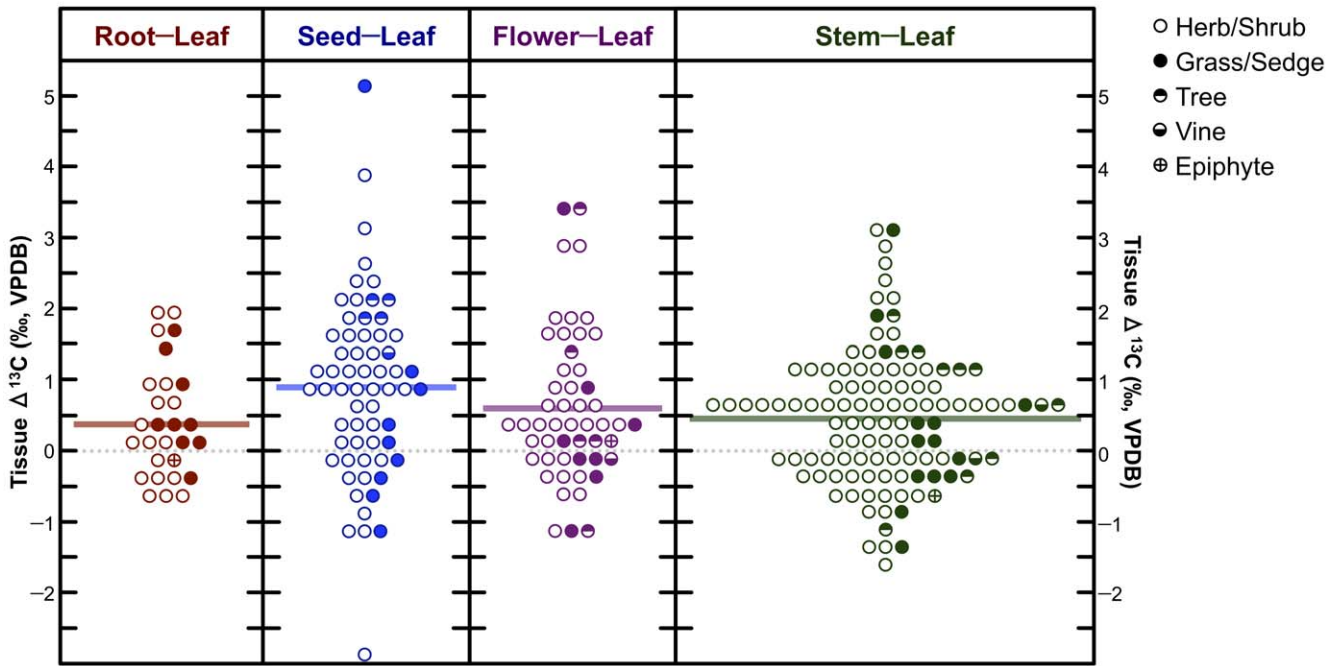 Root–Leaf
Seed–Leaf
Flower–Leaf
Stem–Leaf
Herb/Shrub
Grass/Sedge
Tree
Vine
Epiphyte
Tissue Δ ¹³C (‰, VPDB)
5
4
3
2
1
0
–1
–2
5
4
3
2
1
0
–1
–2
Tissue Δ ¹³C (‰, VPDB)